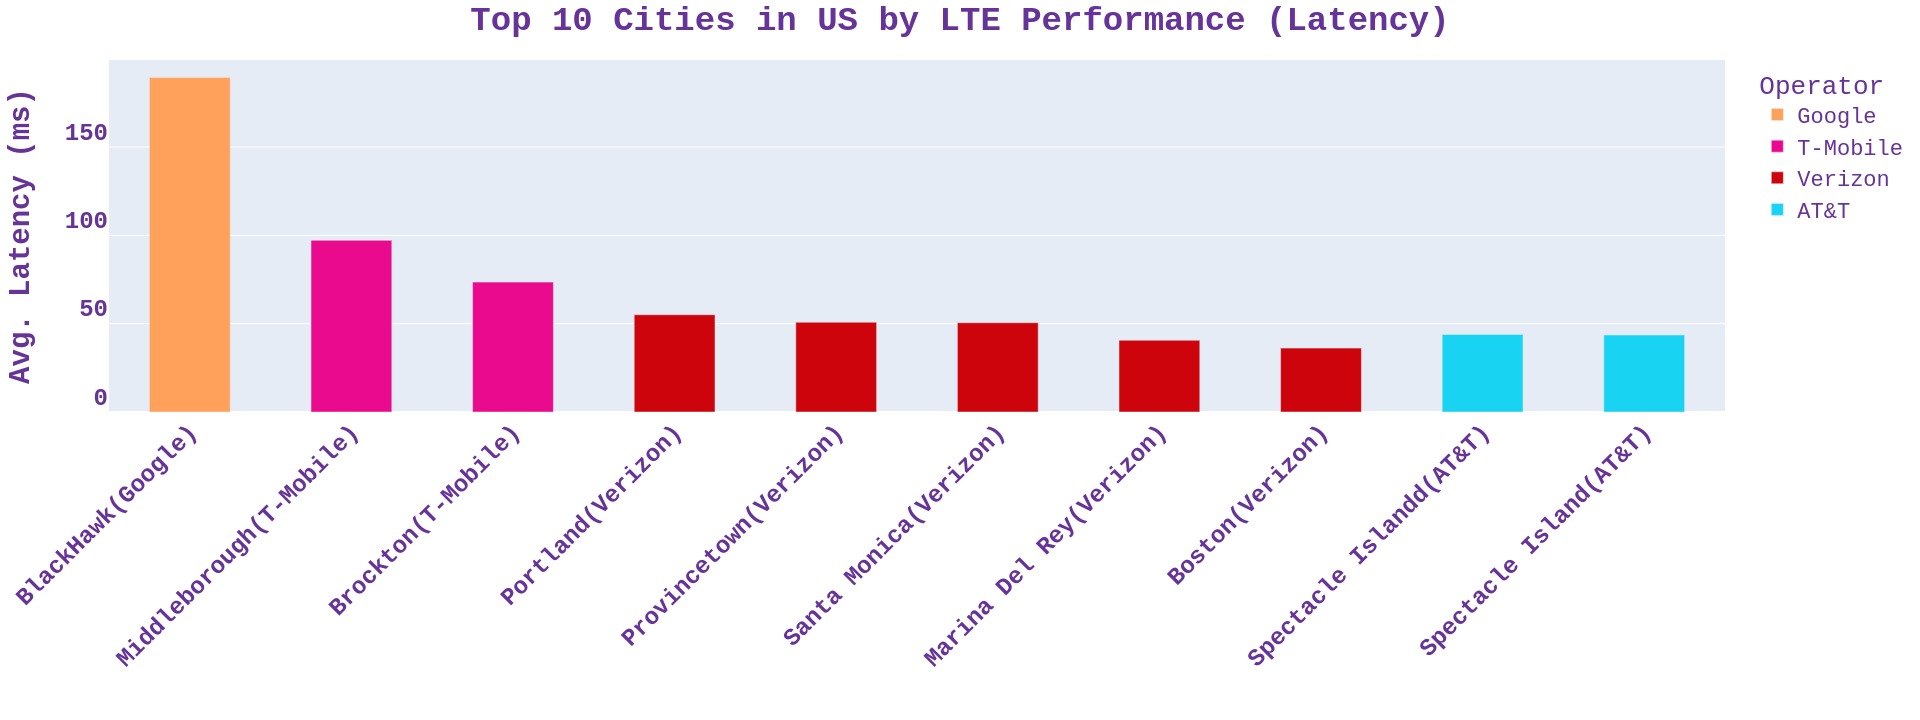 Top 10 Cities in US by LTE Performance (Latency)
Avg. Latency (ms)
150
100
50
0
BlackHawk(Google)
Middleborough(T-Mobile)
Brockton(T-Mobile)
Portland(Verizon)
Provincetown(Verizon)
Santa Monica(Verizon)
Marina Del Rey(Verizon)
Boston(Verizon)
Spectacle Islandd(AT&T)
Spectacle Island(AT&T)
Operator
Google
T-Mobile
Verizon
AT&T